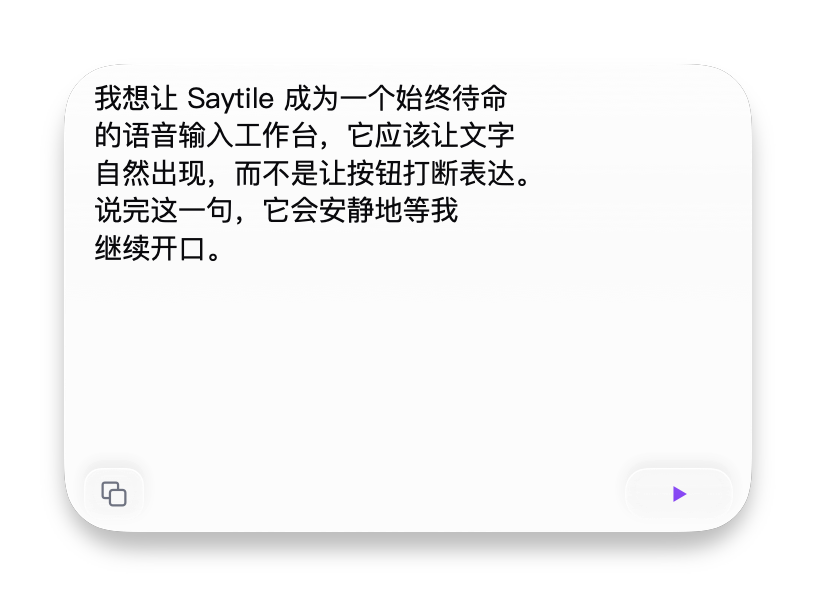 我想让 Saytile 成为一个始终待命
的语音输入工作台，它应该让文字
自然出现，而不是让按钮打断表达。
说完这一句，它会安静地等我
继续开口。